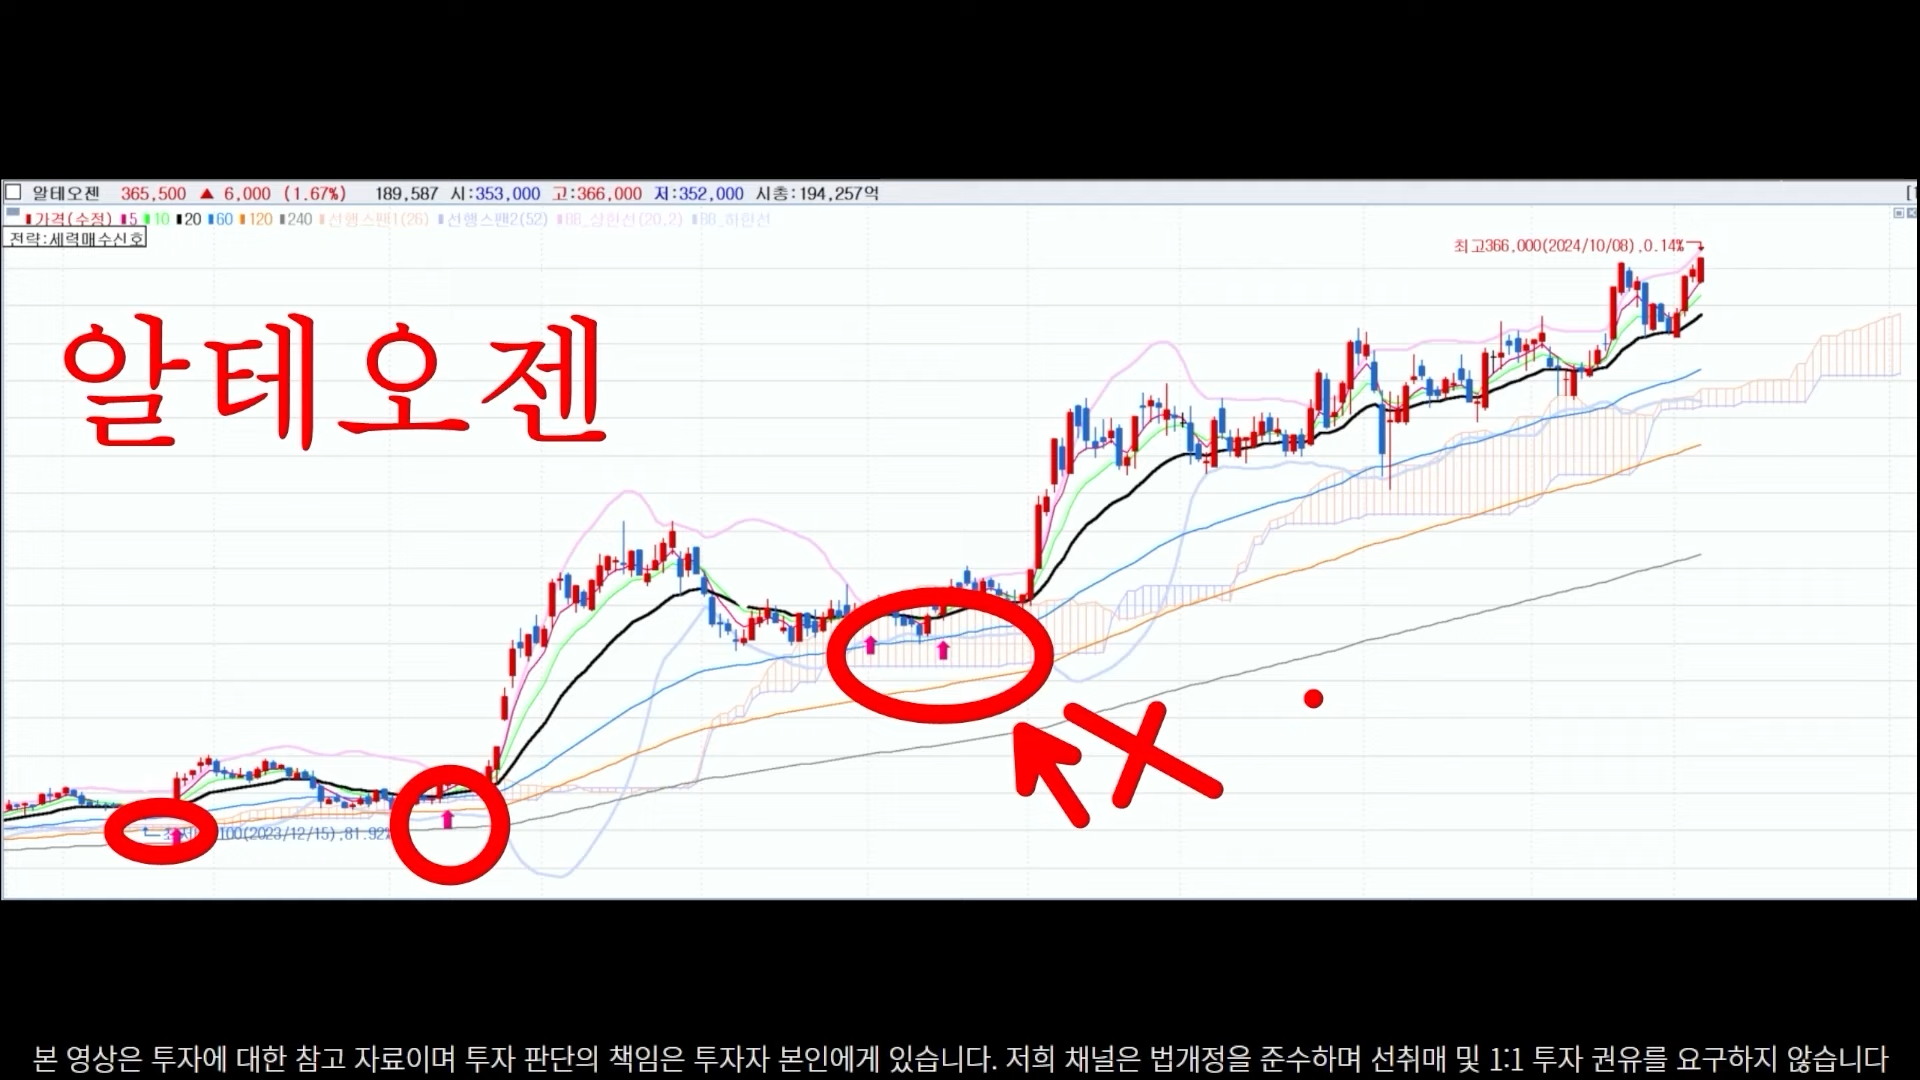 알테오젠 365,500 ▲ 6,000 (1.67%) 189,587 시:353,000 고:366,000 저:352,000 시총:194,257억
가격(수정) 5 10 20 60 120 240 선행스팬1(26) 선행스팬2(52) BB_상한선(20,2) BB_하한선
전략:세력매수신호
최고366,000(2024/10/08),0.14%
알테오젠
100(2023/12/15),81.92%
본 영상은 투자에 대한 참고 자료이며 투자 판단의 책임은 투자자 본인에게 있습니다. 저희 채널은 법개정을 준수하며 선취매 및 1:1 투자 권유를 요구하지 않습니다